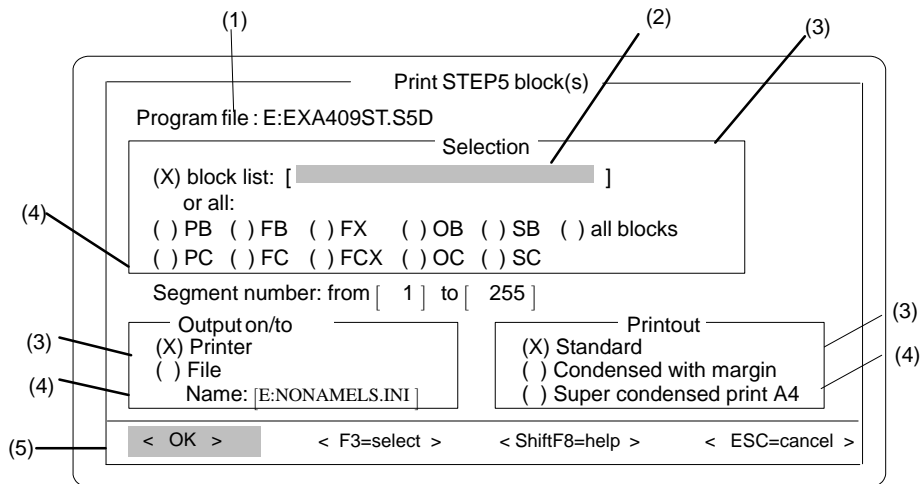 (1)
(2)
(3)
Print STEP5 block(s)
Program file : E:EXA409ST.S5D
Selection
(X) block list: [ ]
or all:
(4)
( ) PB ( ) FB ( ) FX ( ) OB ( ) SB ( ) all blocks
( ) PC ( ) FC ( ) FCX ( ) OC ( ) SC
Segment number: from [ 1 ] to [ 255 ]
Output on/to
Printout
(3)
(3)
(X) Printer
(X) Standard
( ) File
( ) Condensed with margin
(4)
(4)
Name: [E:NONAMELS.INI ]
( ) Super condensed print A4
(5)
< OK > < F3=select > < ShiftF8=help > < ESC=cancel >